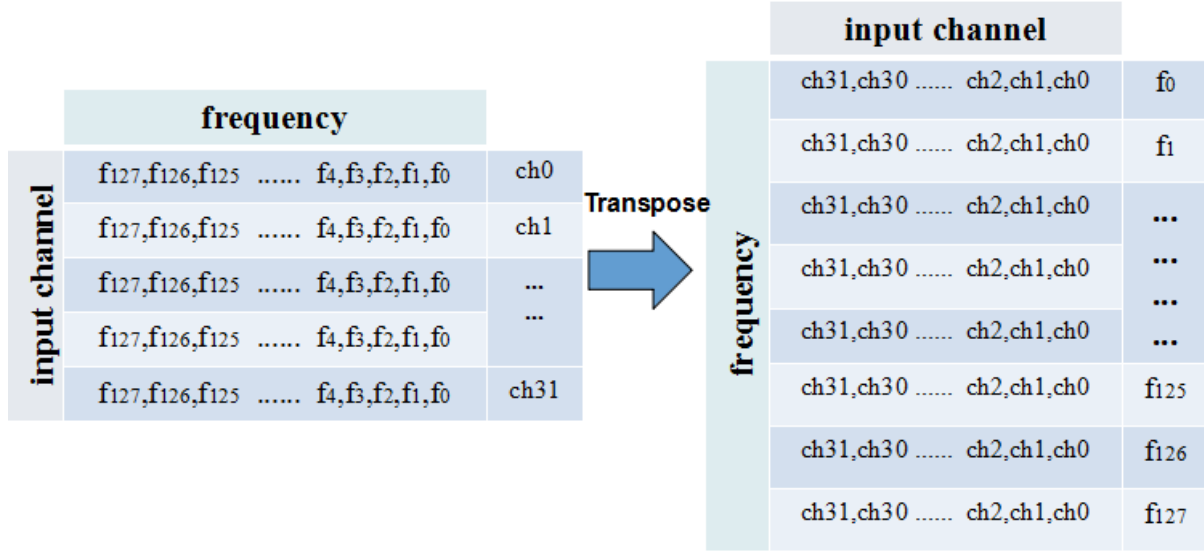 frequency
input channel
f127,f126,f125 ...... f4,f3,f2,f1,f0 ch0
f127,f126,f125 ...... f4,f3,f2,f1,f0 ch1
f127,f126,f125 ...... f4,f3,f2,f1,f0 ...
...
f127,f126,f125 ...... f4,f3,f2,f1,f0
f127,f126,f125 ...... f4,f3,f2,f1,f0 ch31
Transpose
input channel
frequency
ch31,ch30 ...... ch2,ch1,ch0 f0
ch31,ch30 ...... ch2,ch1,ch0 f1
ch31,ch30 ...... ch2,ch1,ch0 ...
ch31,ch30 ...... ch2,ch1,ch0 ...
...
ch31,ch30 ...... ch2,ch1,ch0 ...
ch31,ch30 ...... ch2,ch1,ch0 f125
ch31,ch30 ...... ch2,ch1,ch0 f126
ch31,ch30 ...... ch2,ch1,ch0 f127